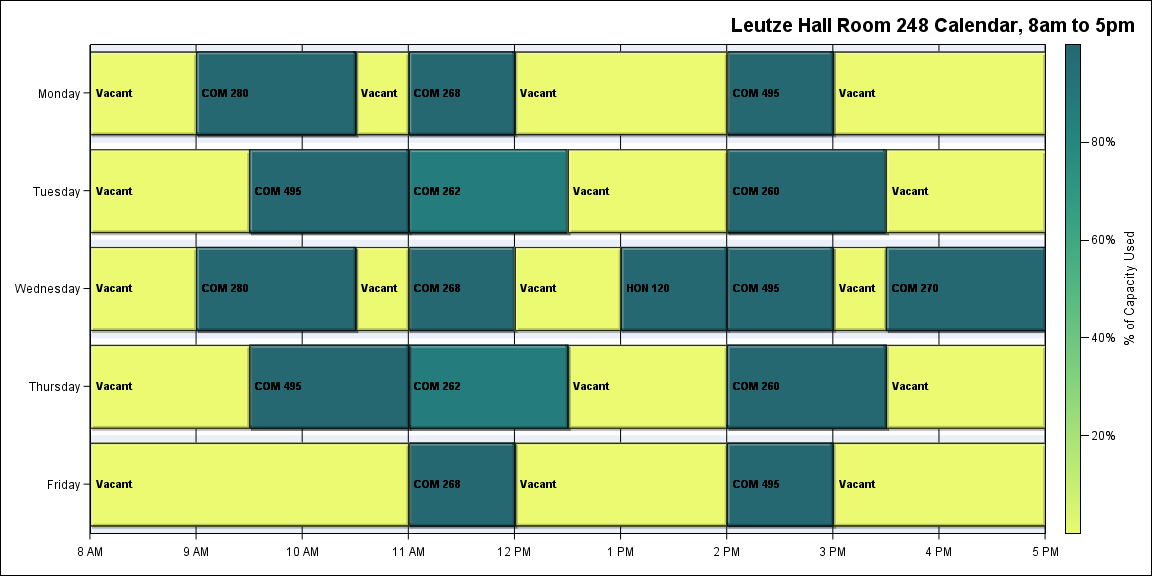 Leutze Hall Room 248 Calendar, 8am to 5pm
Monday Vacant COM 280 Vacant COM 268 Vacant COM 495 Vacant
80%
Tuesday Vacant COM 495 COM 262 Vacant COM 260 Vacant
60%
% of Capacity Used
Wednesday Vacant COM 280 Vacant COM 268 Vacant HON 120 COM 495 Vacant COM 270
40%
Thursday Vacant COM 495 COM 262 Vacant COM 260 Vacant
20%
Friday Vacant COM 268 Vacant COM 495 Vacant
8 AM 9 AM 10 AM 11 AM 12 PM 1 PM 2 PM 3 PM 4 PM 5 PM